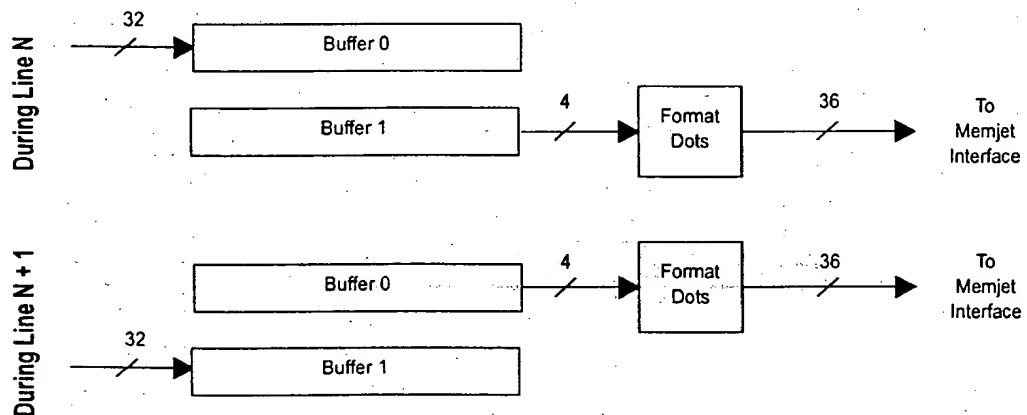 During Line N
32
Buffer 0
Buffer 1
4
Format
Dots
36
To
Memjet
Interface
During Line N + 1
Buffer 0
4
Format
Dots
36
To
Memjet
Interface
32
Buffer 1